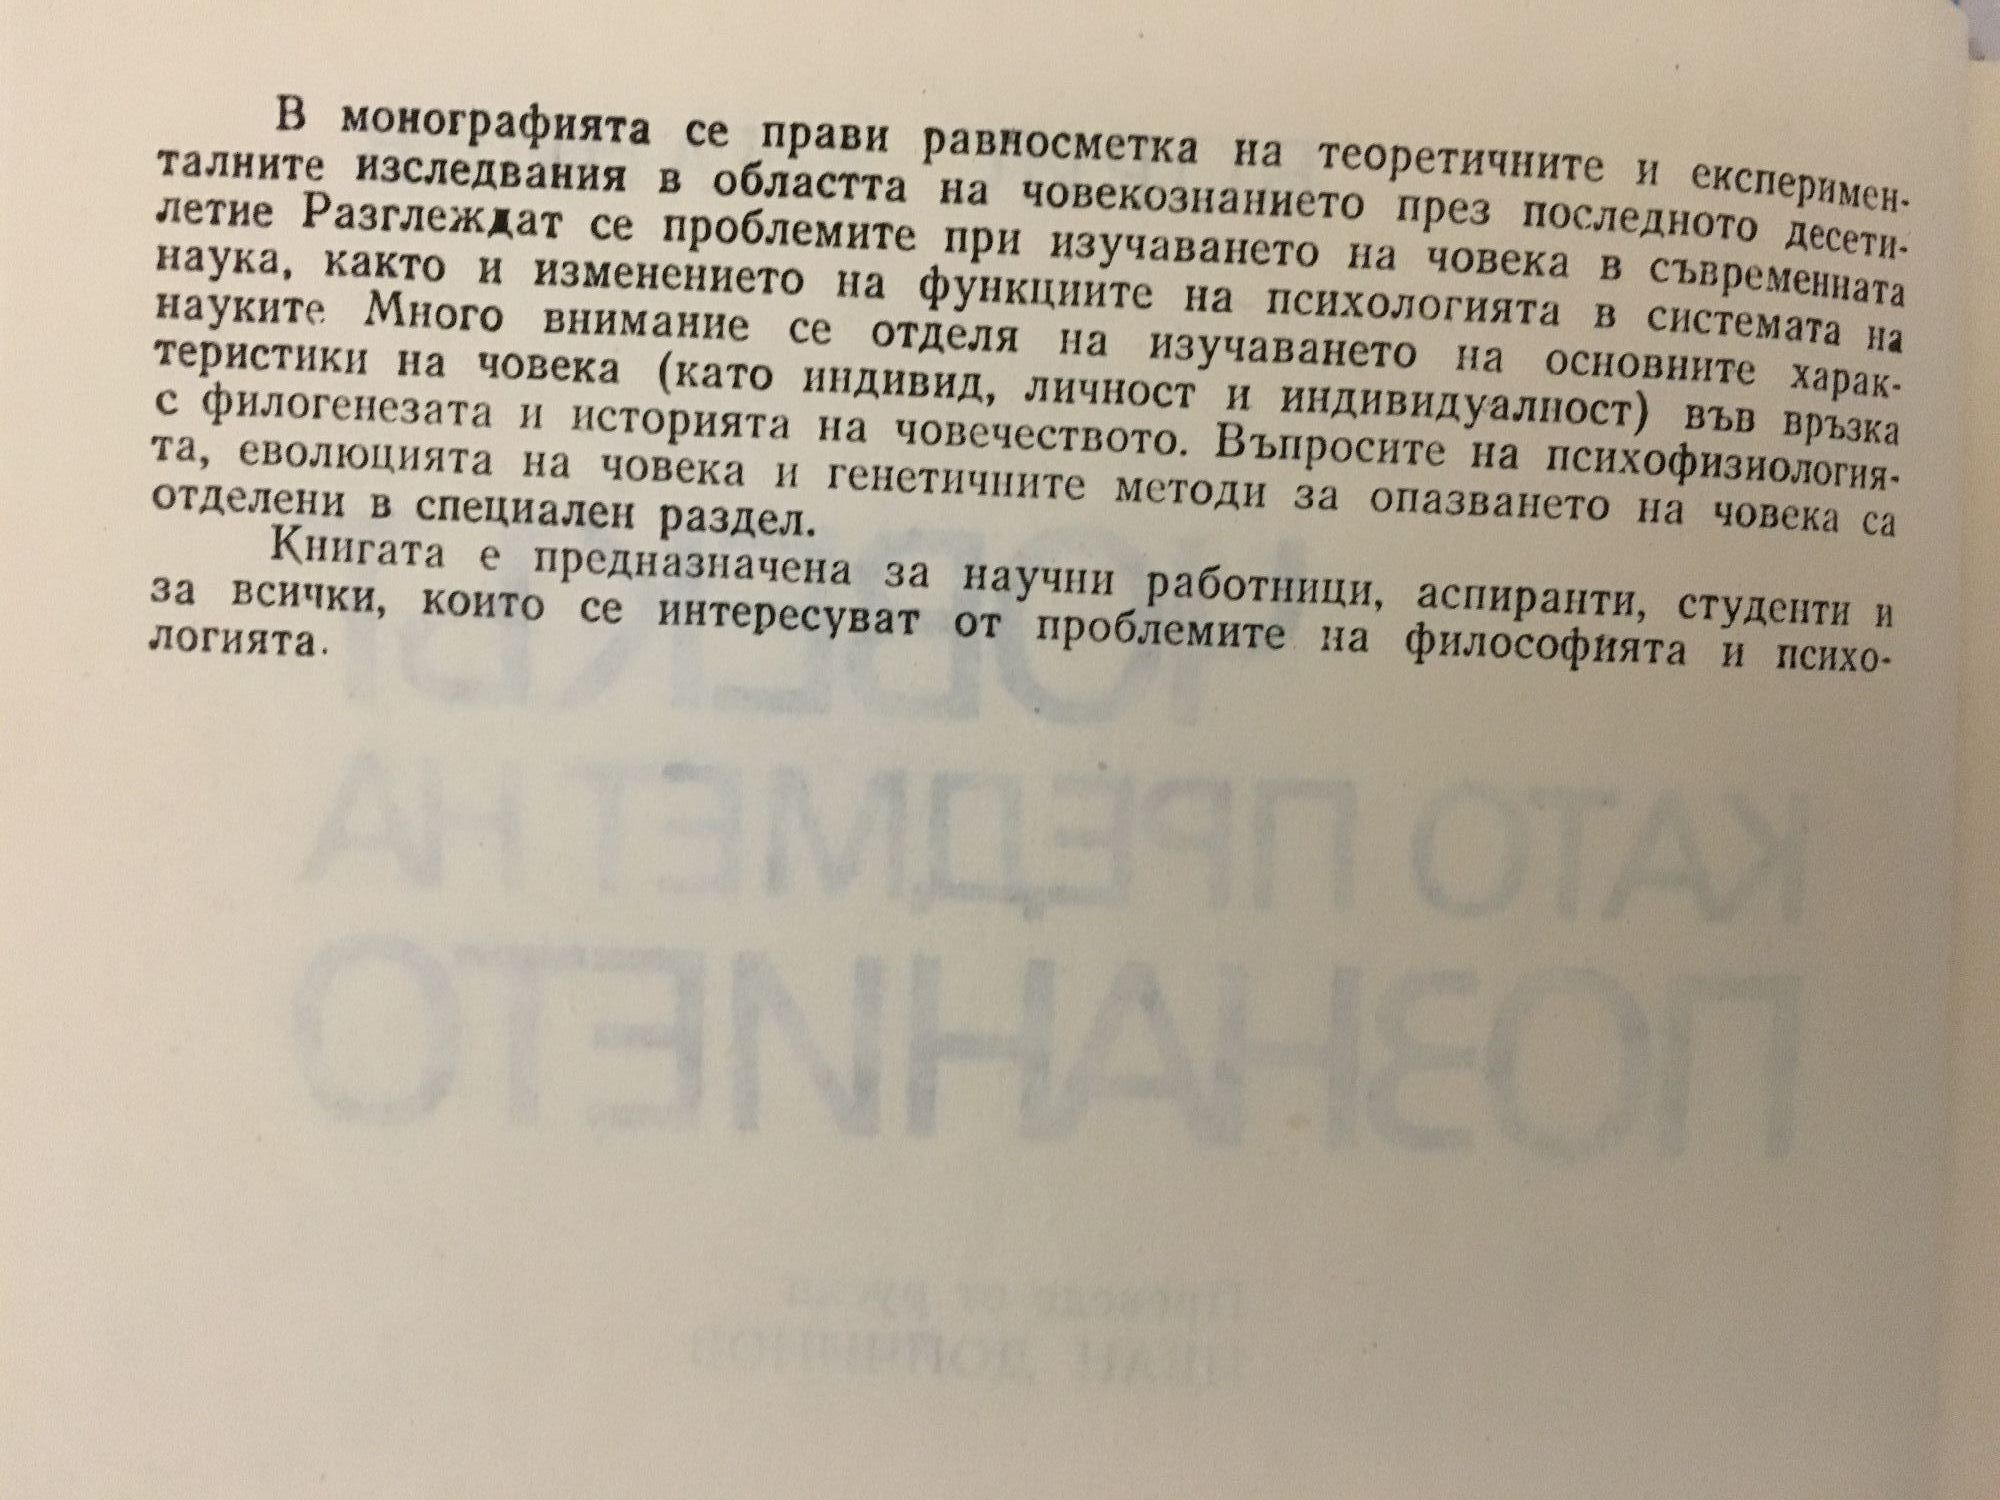 В монографията се прави равносметка на теоретичните и експеримен-
талните изследвания в областта на човекознанието през последното десети-
летие Разглеждат се проблемите при изучаването на човека в съвременната
наука, както и изменението на функциите на психологията в системата на
науките Много внимание се отделя на изучаването на основните харак-
теристики на човека (като индивид, личност и индивидуалност) във връзка
с филогенезата и историята на човечеството. Въпросите на психофизиология-
та, еволюцията на човека и генетичните методи за опазването на човека са
отделени в специален раздел.
Книгата е предназначена за научни работници, аспиранти, студенти и
за всички, които се интересуват от проблемите на философията и психо-
логията.
КАТО ПРЕДМЕТ НА
ПОЗНАНИЕТО